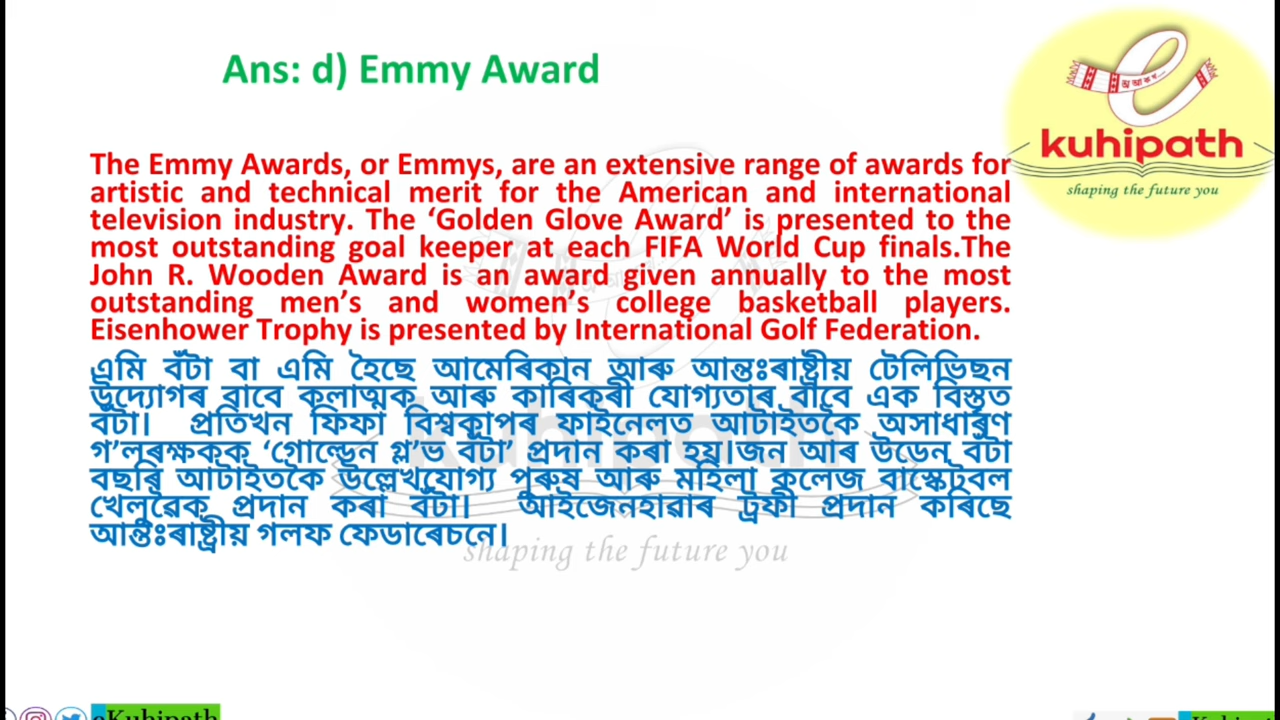 Ans: d) Emmy Award
অ আ ক খ....
kuhipath
shaping the future you
The Emmy Awards, or Emmys, are an extensive range of awards for
artistic and technical merit for the American and international
television industry. The ‘Golden Glove Award’ is presented to the
most outstanding goal keeper at each FIFA World Cup finals.The
John R. Wooden Award is an award given annually to the most
outstanding men’s and women’s college basketball players.
Eisenhower Trophy is presented by International Golf Federation.
এমি বঁটা বা এমি হৈছে আমেৰিকান আৰু আন্তঃৰাষ্ট্ৰীয় টেলিভিছন
উদ্যোগৰ বাবে কলাত্মক আৰু কাৰিকৰী যোগ্যতাৰ বাবে এক বিস্তৃত
বঁটা। প্ৰতিখন ফিফা বিশ্বকাপৰ ফাইনেলত আটাইতকৈ অসাধাৰণ
গ’লৰক্ষকক ‘গোল্ডেন গ্ল’ভ বঁটা’ প্ৰদান কৰা হয়।জন আৰ উডেন বঁটা
বছৰি আটাইতকৈ উল্লেখযোগ্য পুৰুষ আৰু মহিলা কলেজ বাস্কেটবল
খেলুৱৈক প্ৰদান কৰা বঁটা। আইজেনহাৱাৰ ট্ৰফী প্ৰদান কৰিছে
আন্তঃৰাষ্ট্ৰীয় গলফ ফেডাৰেচনে।
kuhipath
shaping the future you
eKuhipath